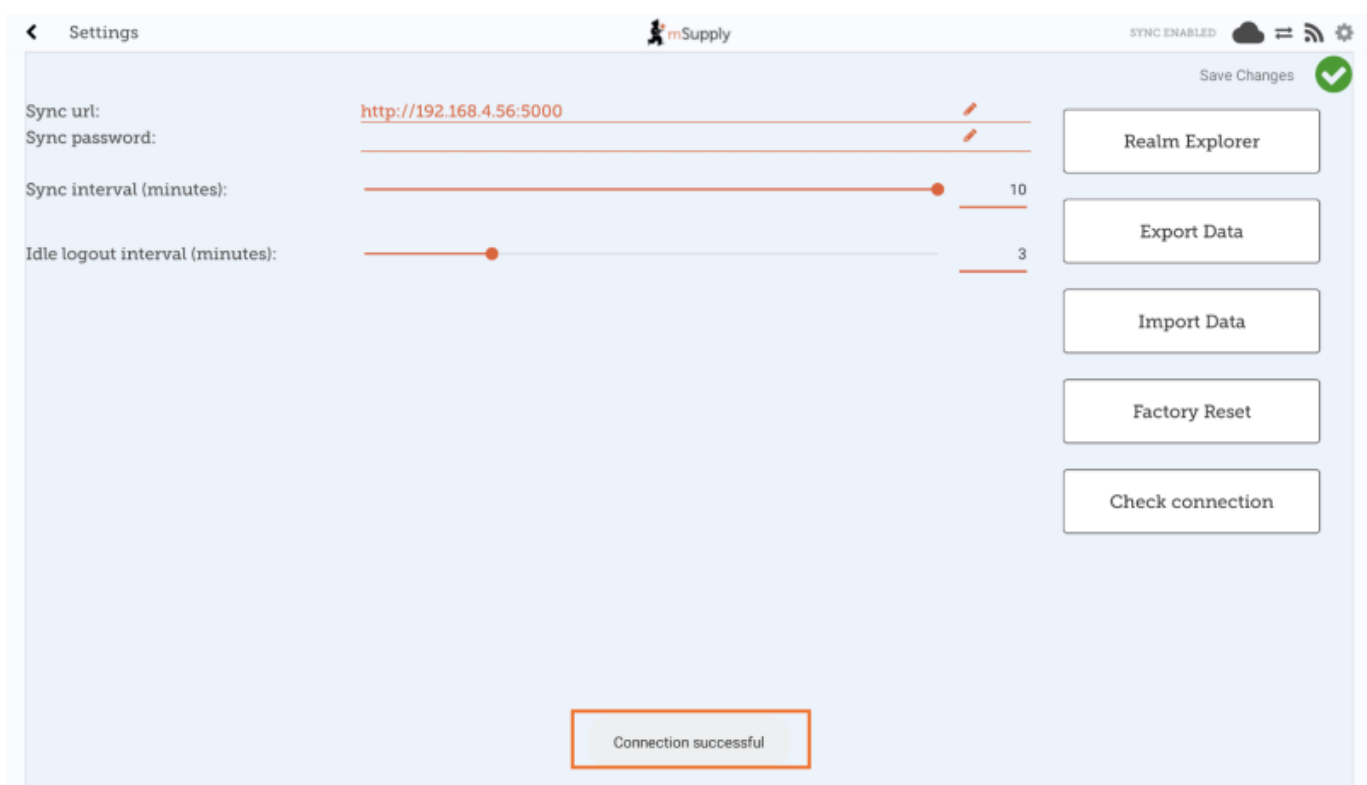 Settings
mSupply
SYNC ENABLED
Save Changes
Sync url:
http://192.168.4.56:5000
Sync password:
Sync interval (minutes):
10
Idle logout interval (minutes):
3
Realm Explorer
Export Data
Import Data
Factory Reset
Check connection
Connection successful